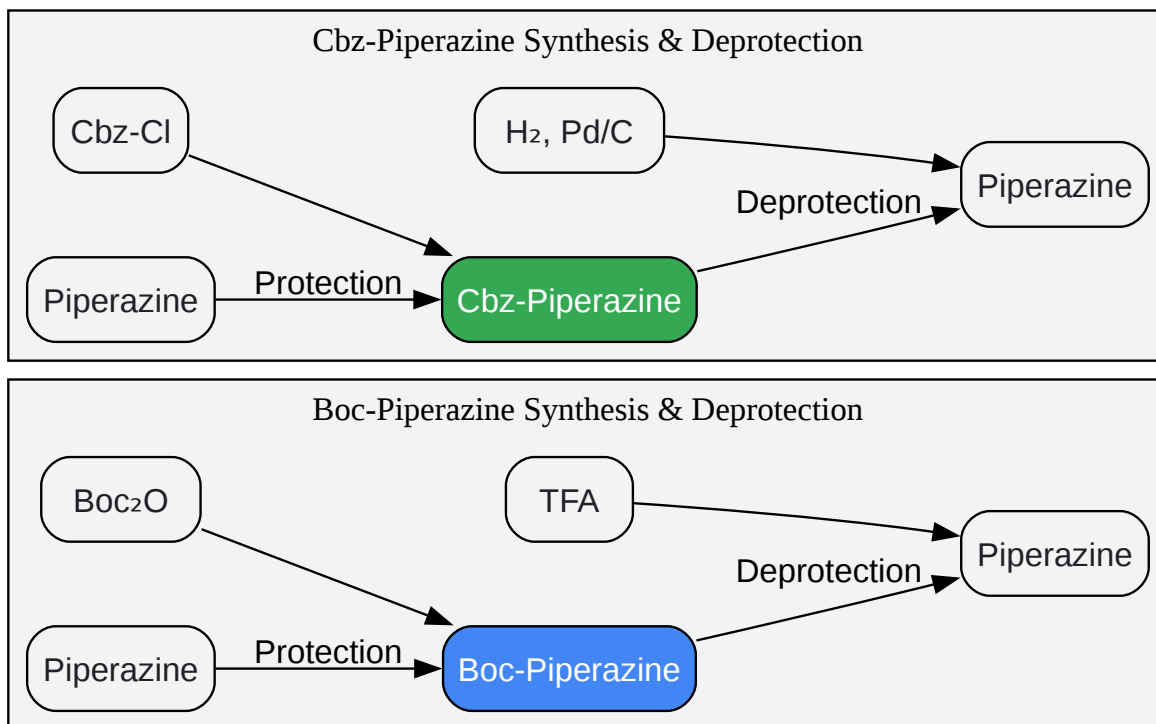 Cbz-Piperazine Synthesis & Deprotection
Cbz-Cl
H₂, Pd/C
Piperazine
Deprotection
Piperazine
Protection
Cbz-Piperazine
Boc-Piperazine Synthesis & Deprotection
Boc₂O
TFA
Piperazine
Deprotection
Piperazine
Protection
Boc-Piperazine